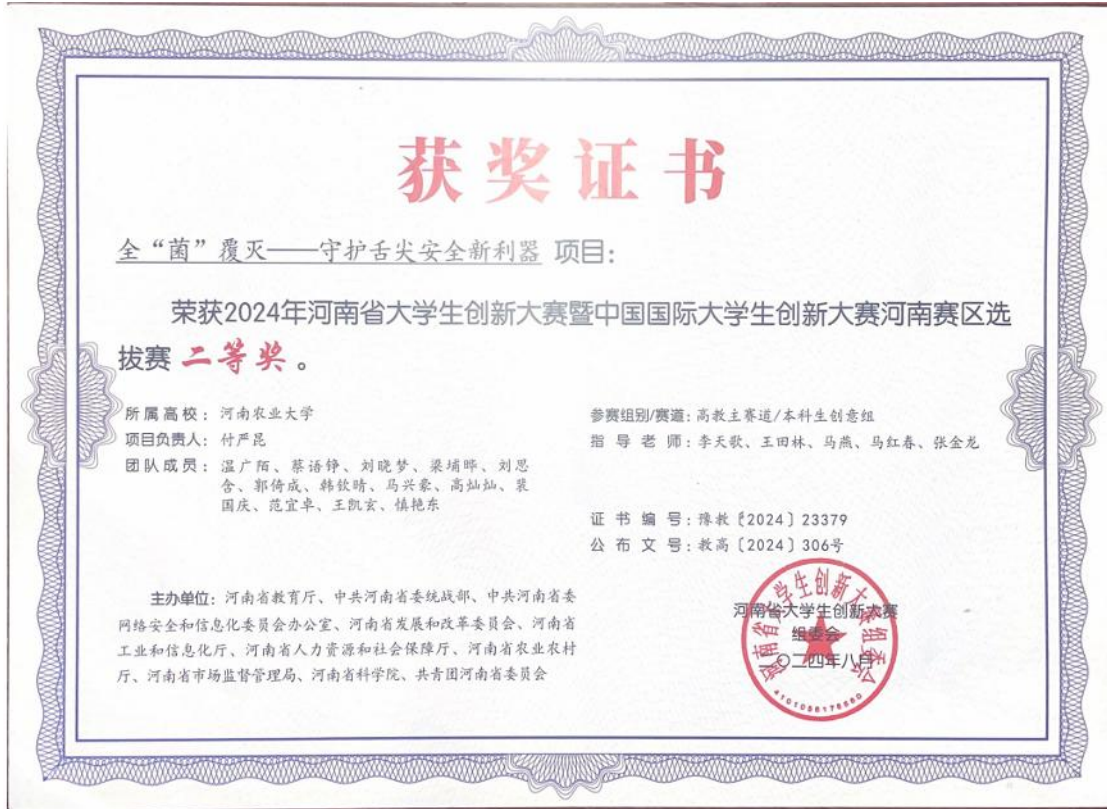 获奖证书
全“菌”覆灭——守护舌尖安全新利器 项目：
荣获2024年河南省大学生创新大赛暨中国国际大学生创新大赛河南赛区选
拔赛 二等奖。
所属高校：河南农业大学
项目负责人：付严昆
团队成员：温广陌、蔡语铮、刘晓梦、梁埔晔、刘思
含、郭倚成、韩钦晴、马兴豪、高灿灿、裴
国庆、范宜卓、王凯玄、慎艳东
参赛组别/赛道：高教主赛道/本科生创意组
指导老师：李天歌、王田林、马燕、马红春、张金龙
证书编号：豫教〔2024〕23379
公布文号：教高〔2024〕306号
主办单位：河南省教育厅、中共河南省委统战部、中共河南省委
网络安全和信息化委员会办公室、河南省发展和改革委员会、河南省
工业和信息化厅、河南省人力资源和社会保障厅、河南省农业农村
厅、河南省市场监督管理局、河南省科学院、共青团河南省委员会
河南省大学生创新大赛
组委会
二〇二四年八月
河南省大学生创新大赛组委会